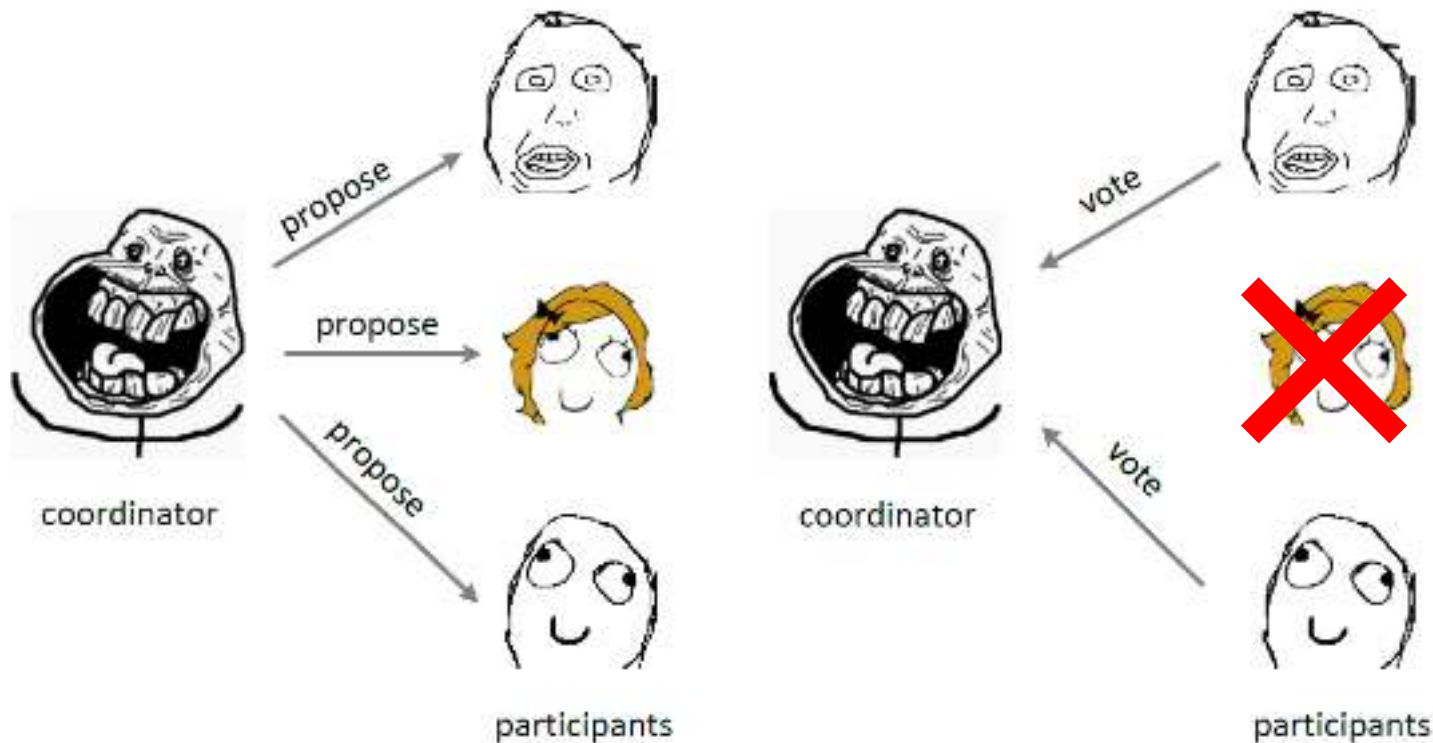 propose
propose
propose
coordinator
participants
vote
vote
coordinator
participants